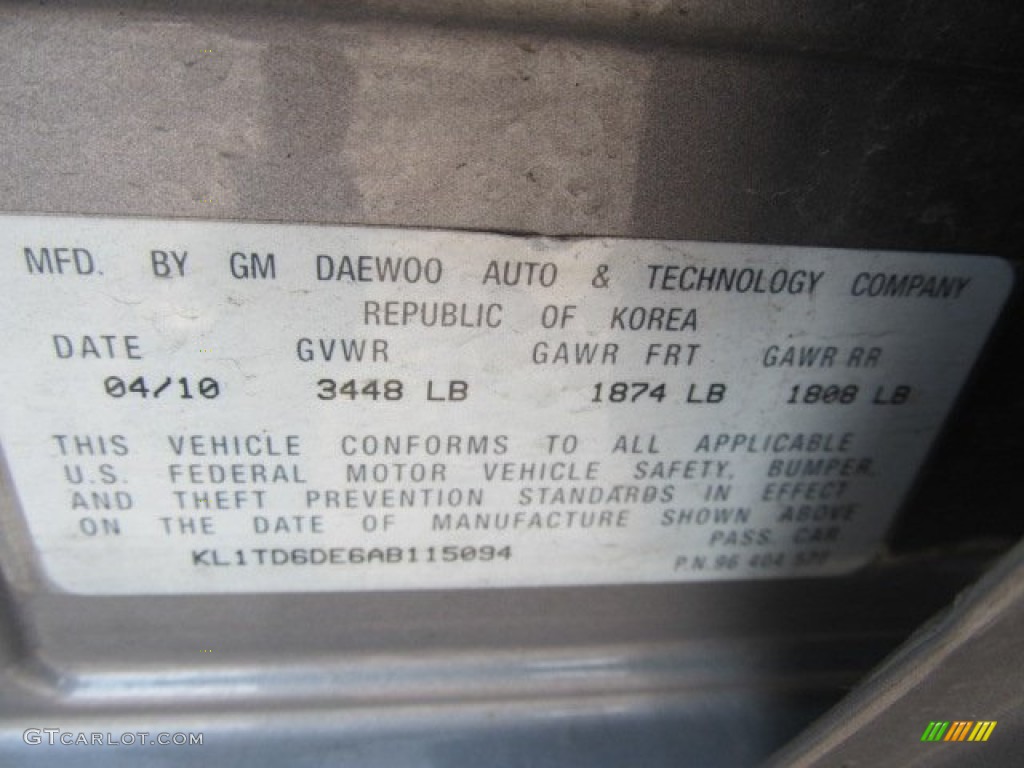 MFD. BY GM DAEWOO AUTO & TECHNOLOGY COMPANY
REPUBLIC OF KOREA
DATE GVWR GAWR FRT GAWR RR
04/10 3448 LB 1874 LB 1808 LB
THIS VEHICLE CONFORMS TO ALL APPLICABLE
U.S. FEDERAL MOTOR VEHICLE SAFETY, BUMPER,
AND THEFT PREVENTION STANDARDS IN EFFECT
ON THE DATE OF MANUFACTURE SHOWN ABOVE
PASS. CAR
KL1TD6DE6AB115094
P.N. 96 464
GTCARLOT.COM